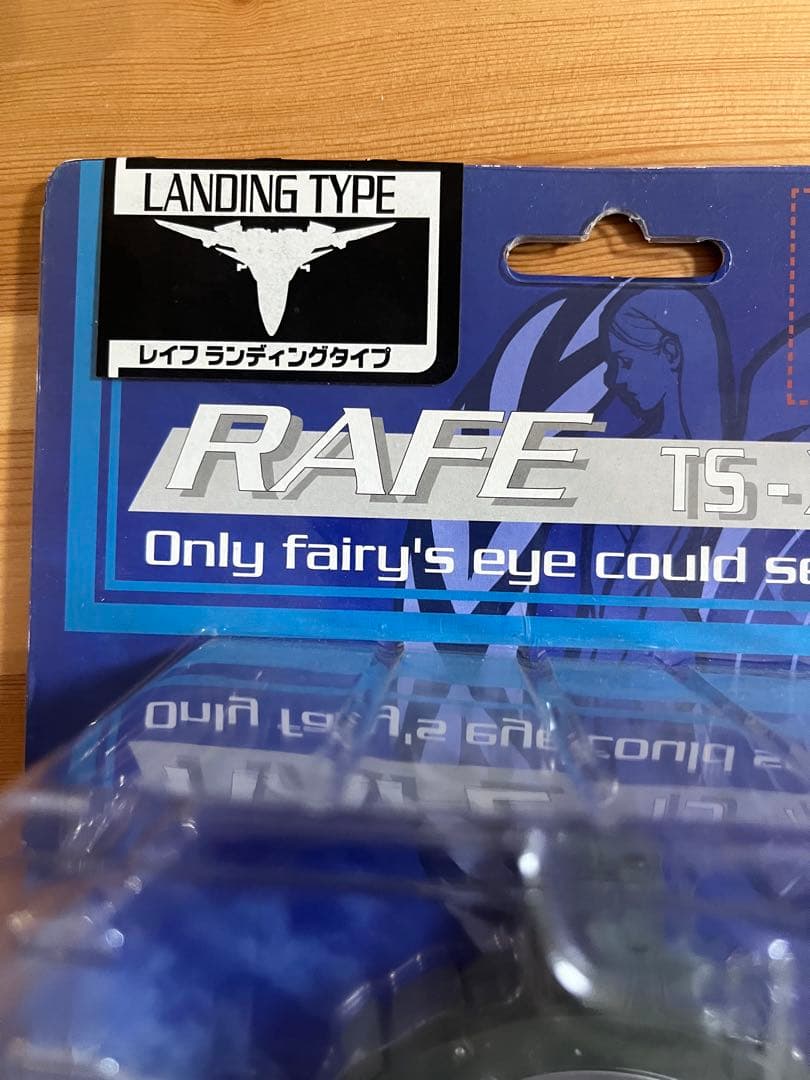 LANDING TYPE
レイフ ランディングタイプ
RAFE TS-
Only fairy's eye could se